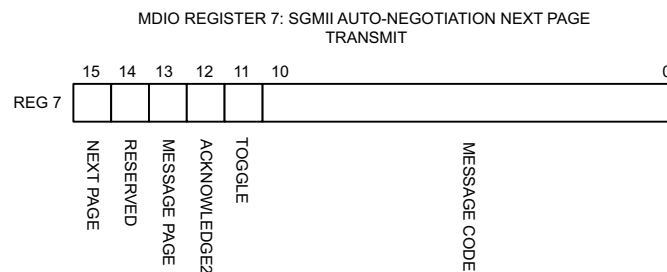 MDIO REGISTER 7: SGMII AUTO-NEGOTIATION NEXT PAGE
TRANSMIT
15 14 13 12 11 10 0
REG 7
NEXT PAGE
RESERVED
MESSAGE PAGE
ACKNOWLEDGE2
TOGGLE
MESSAGE CODE